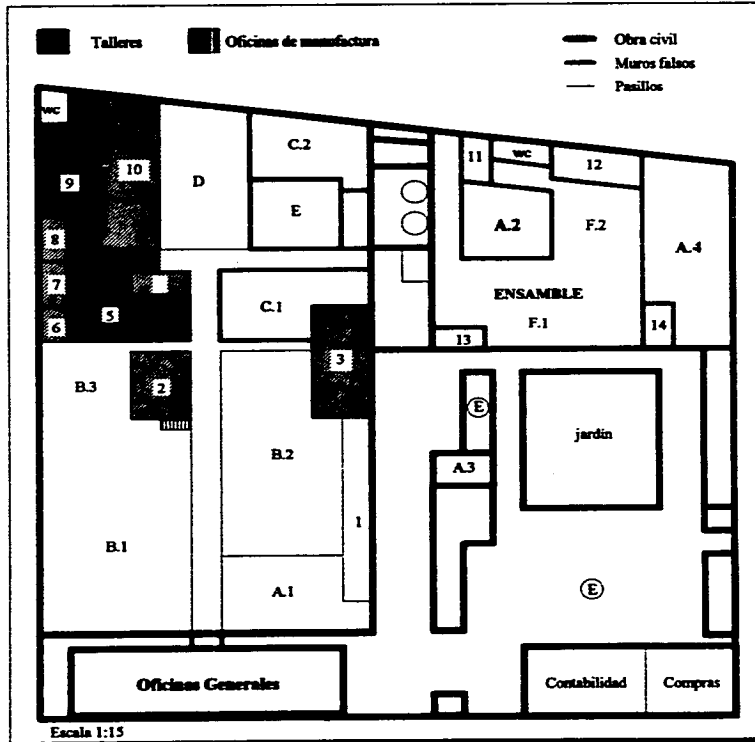 Talleres
Oficinas de manufactura
Obra civil
Muros falsos
Pasillos
wc
9
10
D
C.2
E
11
wc
12
A.2
F.2
A.4
8
7
6
5
C.1
3
ENSAMBLE
F.1
13
14
B.3
2
B.2
1
B.1
A.1
E
A.3
jardín
E
Oficinas Generales
Contabilidad
Compras
Escala 1:15